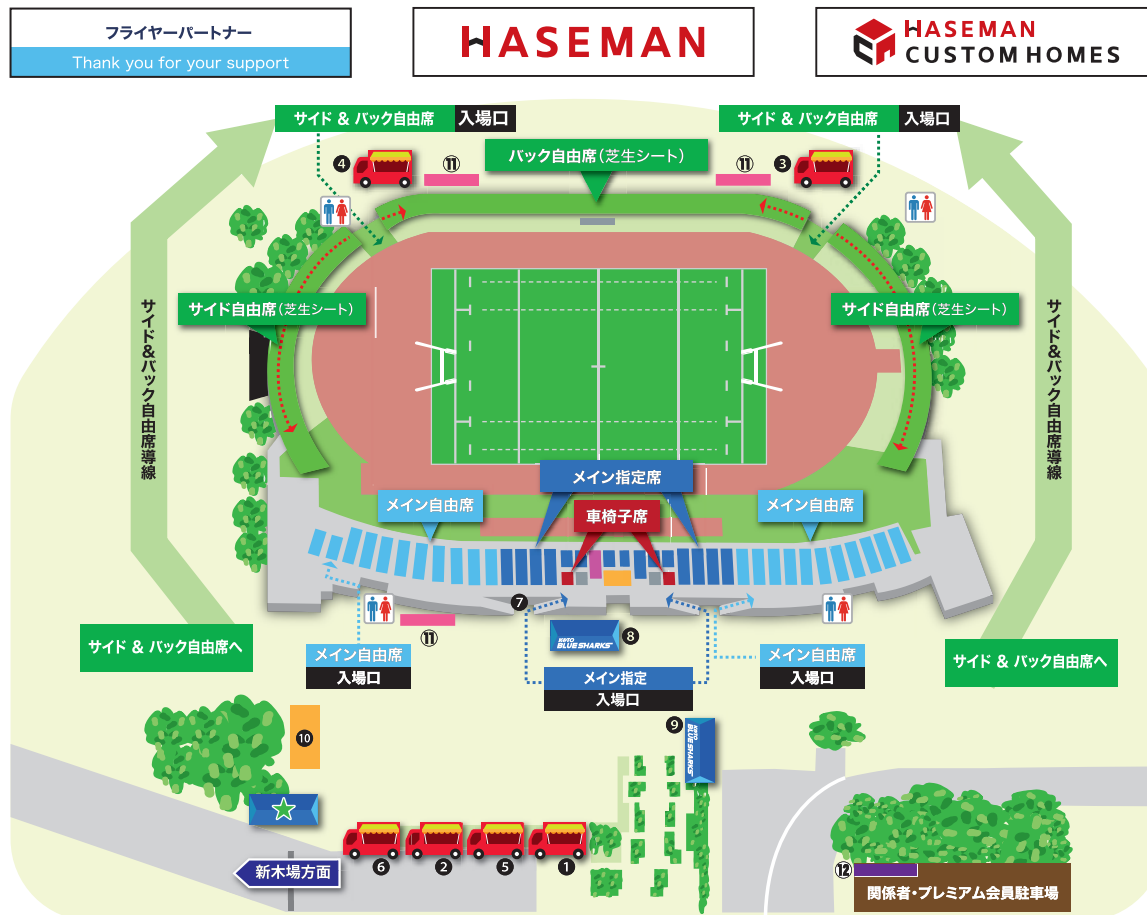 フライヤーパートナー
Thank you for your support
HASEMAN
HASEMAN
CUSTOM HOMES
サイド & バック自由席 入場口
サイド & バック自由席 入場口
④
⑪
バック自由席(芝生シート)
⑪
③
サイド自由席(芝生シート)
サイド自由席(芝生シート)
サイド&バック自由席導線
サイド&バック自由席導線
メイン指定席
メイン自由席
車椅子席
メイン自由席
⑦
⑪
KOTO
BLUE SHARKS
⑧
サイド & バック自由席へ
メイン自由席
入場口
メイン指定
入場口
メイン自由席
入場口
サイド & バック自由席へ
⑩
⑨
KOTO
BLUE SHARKS
⑥
②
⑤
①
新木場方面
⑫
関係者・プレミアム会員駐車場